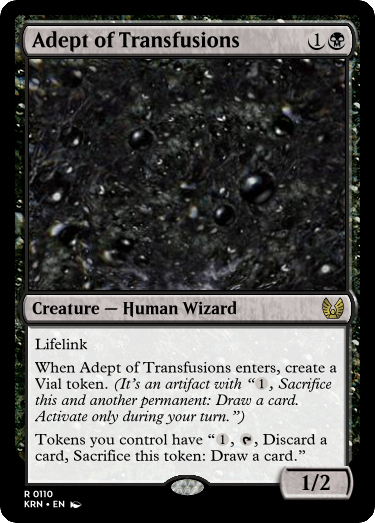 Adept of Transfusions 1
Creature — Human Wizard
Lifelink
When Adept of Transfusions enters, create a
Vial token. (It's an artifact with “1, Sacrifice
this and another permanent: Draw a card.
Activate only during your turn.”)
Tokens you control have “1, , Discard a
card, Sacrifice this token: Draw a card.”
1/2
R 0110
KRN • EN